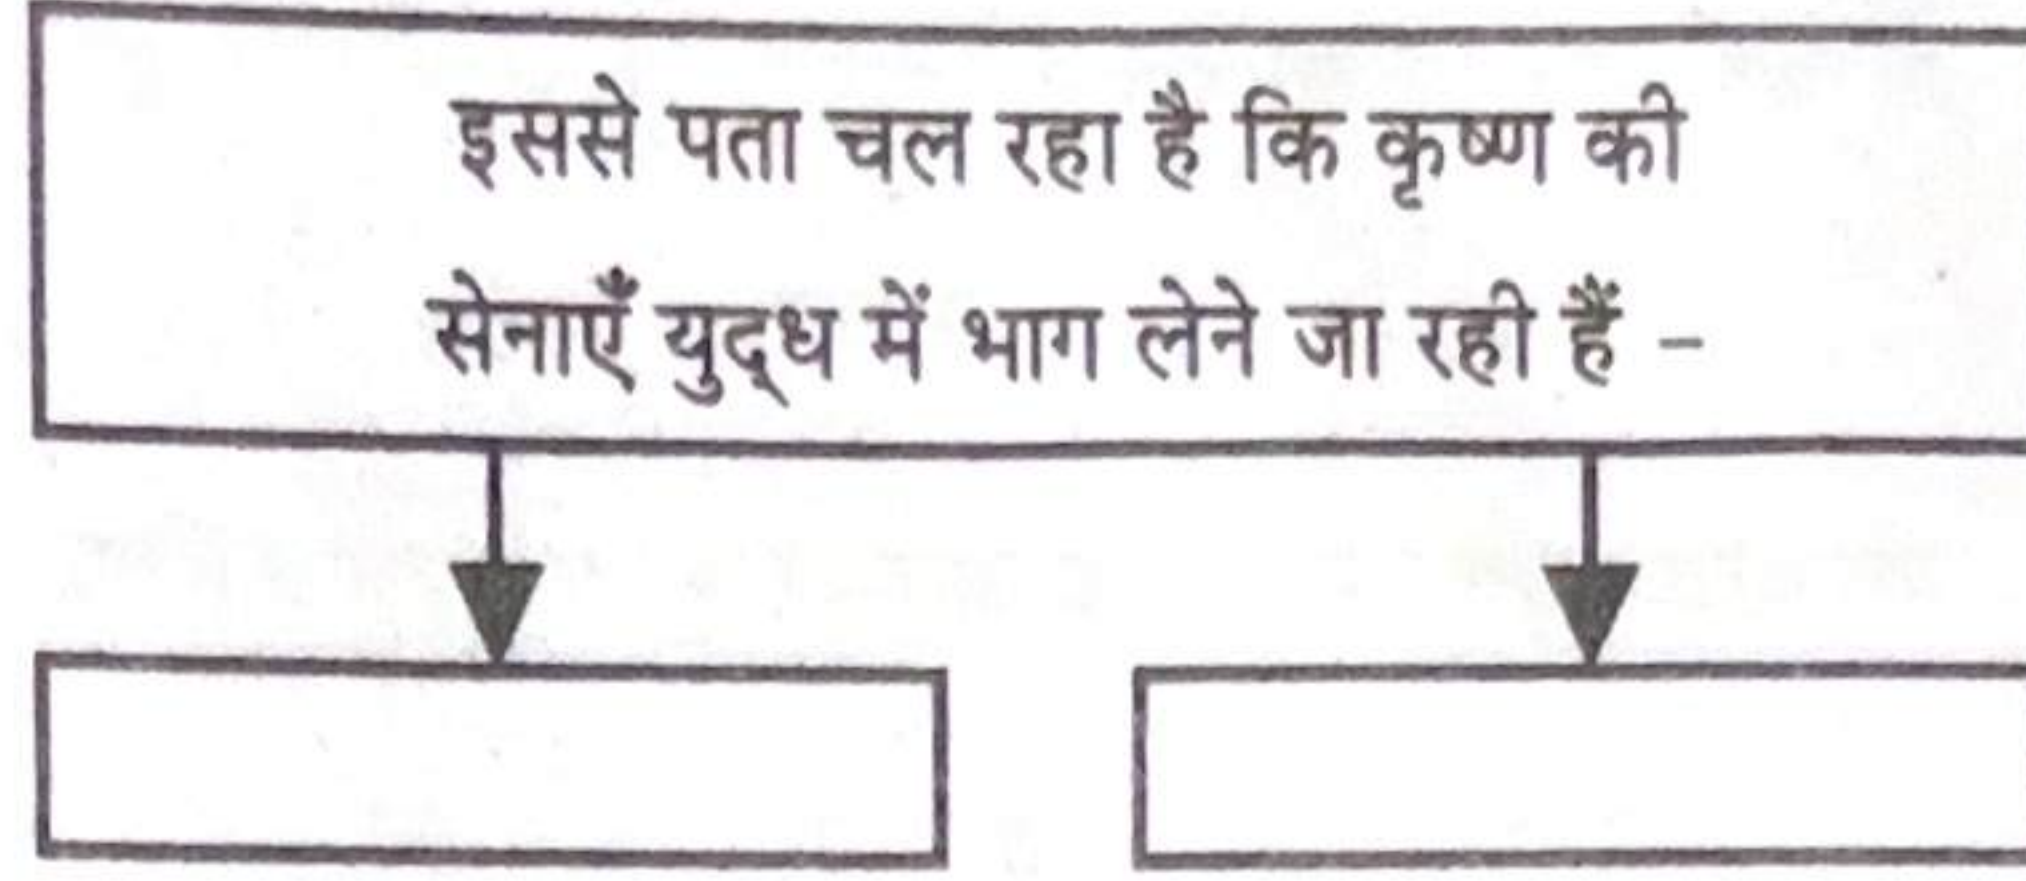 इससे पता चल रहा है कि कृष्ण की
सेनाएँ युद्ध में भाग लेने जा रही हैं –